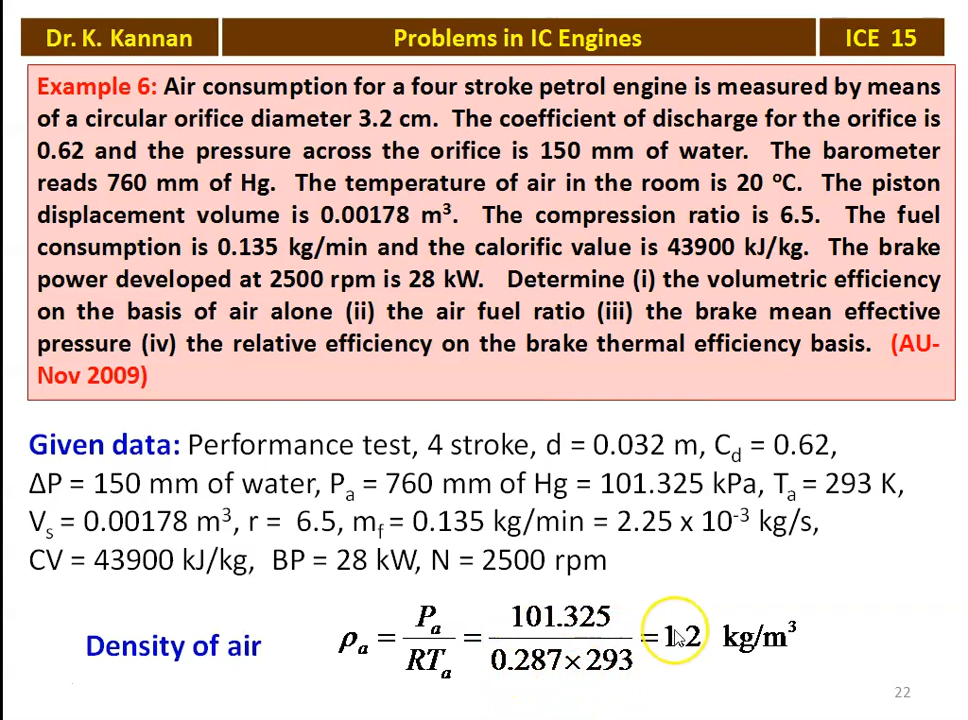 Dr. K. Kannan Problems in IC Engines ICE 15
Example 6: Air consumption for a four stroke petrol engine is measured by means
of a circular orifice diameter 3.2 cm. The coefficient of discharge for the orifice is
0.62 and the pressure across the orifice is 150 mm of water. The barometer
reads 760 mm of Hg. The temperature of air in the room is 20 ºC. The piston
displacement volume is 0.00178 m³. The compression ratio is 6.5. The fuel
consumption is 0.135 kg/min and the calorific value is 43900 kJ/kg. The brake
power developed at 2500 rpm is 28 kW. Determine (i) the volumetric efficiency
on the basis of air alone (ii) the air fuel ratio (iii) the brake mean effective
pressure (iv) the relative efficiency on the brake thermal efficiency basis. (AU-
Nov 2009)
Given data: Performance test, 4 stroke, d = 0.032 m, C_d = 0.62,
ΔP = 150 mm of water, P_a = 760 mm of Hg = 101.325 kPa, T_a = 293 K,
V_s = 0.00178 m³, r = 6.5, m_f = 0.135 kg/min = 2.25 x 10⁻³ kg/s,
CV = 43900 kJ/kg, BP = 28 kW, N = 2500 rpm
Density of air ρ_a = P_a / RT_a = 101.325 / 0.287×293 = 1.2 kg/m³
22